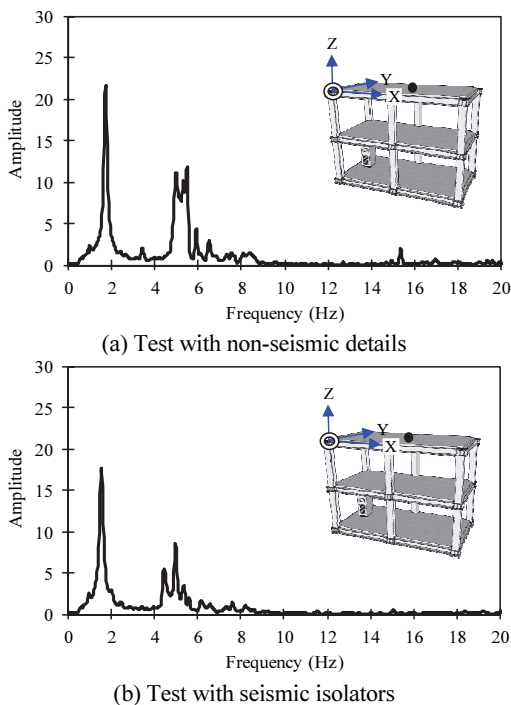 30
25
20
15
10
5
0
Amplitude
Z
Y
X
0 2 4 6 8 10 12 14 16 18 20
Frequency (Hz)
(a) Test with non-seismic details
30
25
20
15
10
5
0
Amplitude
Z
Y
X
0 2 4 6 8 10 12 14 16 18 20
Frequency (Hz)
(b) Test with seismic isolators